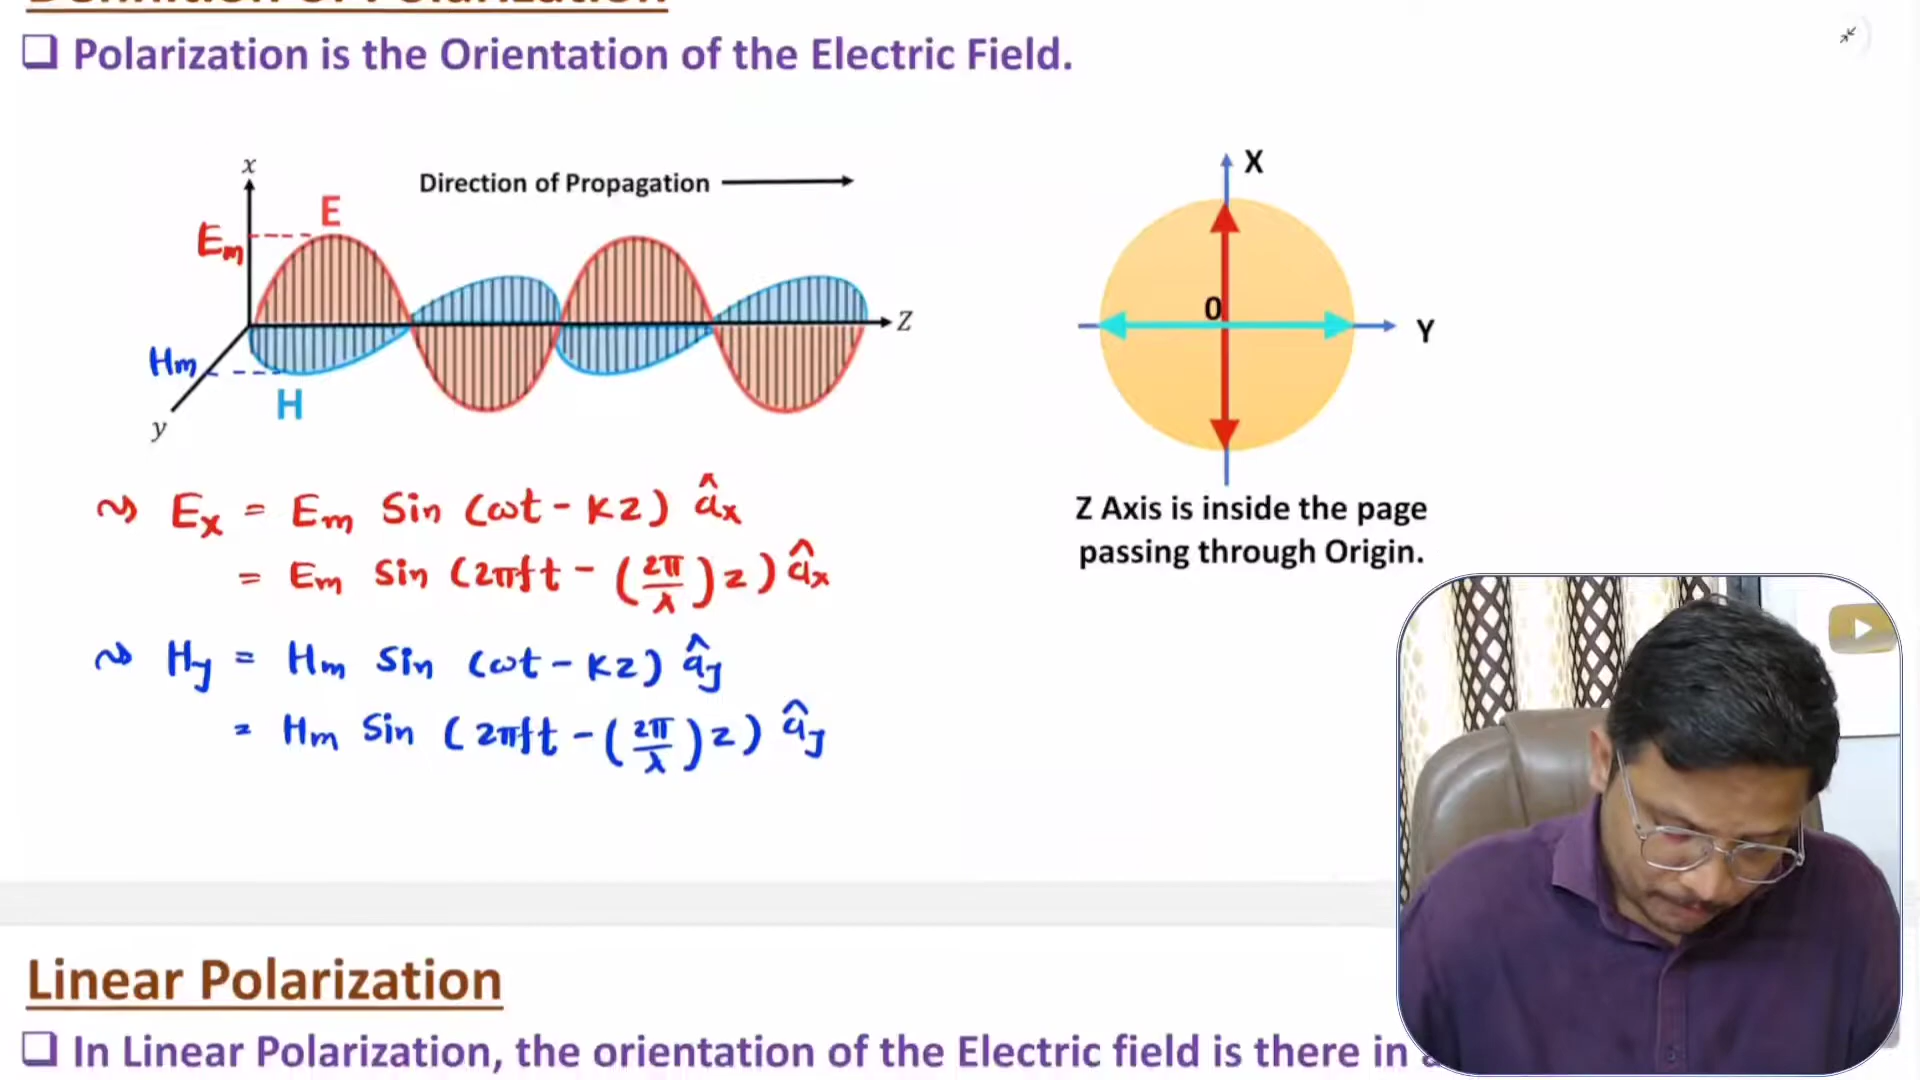 Definition of Polarization
❑ Polarization is the Orientation of the Electric Field.
x
Direction of Propagation
E
Em
Z
Hm
H
y
X
0
Y
Z Axis is inside the page
passing through Origin.
Ex = Em Sin (ωt - kz) âx
= Em Sin (2πft - (2π/λ)z) âx
Hy = Hm Sin (ωt - kz) ây
= Hm Sin (2πft - (2π/λ)z) ây
Linear Polarization
❑ In Linear Polarization, the orientation of the Electric field is there in a